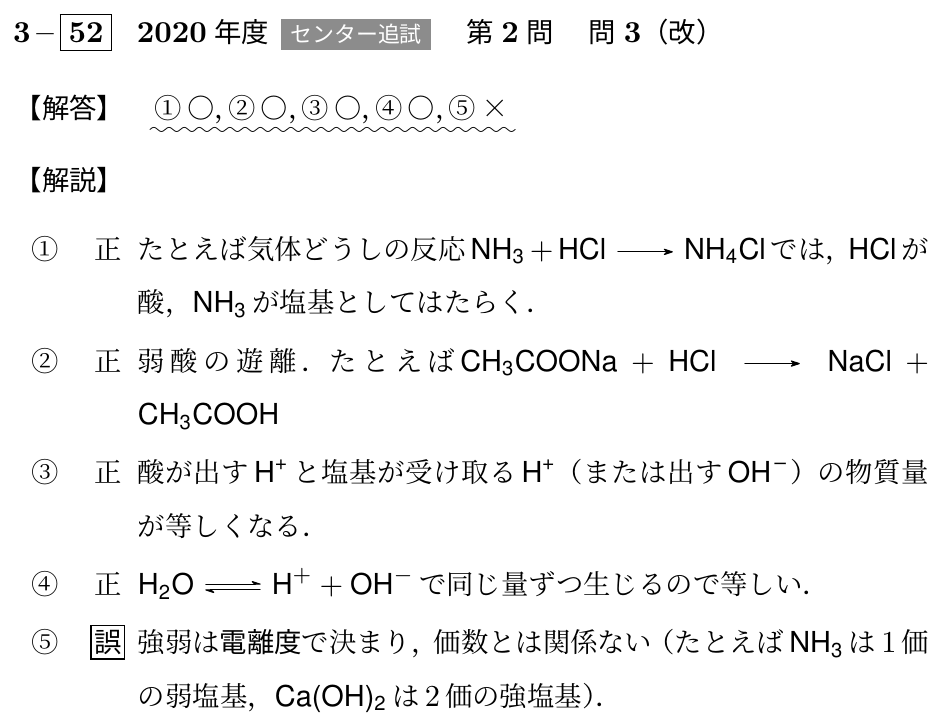 3－52 2020 年度 センター追試 第 2 問 問 3（改）
【解答】 ①○,②○,③○,④○,⑤×
【解説】
① 正 たとえば気体どうしの反応 NH₃ + HCl ⟶ NH₄Cl では，HCl が
酸，NH₃ が塩基としてはたらく．
② 正 弱酸の遊離．たとえば CH₃COONa + HCl ⟶ NaCl +
CH₃COOH
③ 正 酸が出す H⁺ と塩基が受け取る H⁺（または出す OH⁻）の物質量
が等しくなる．
④ 正 H₂O ⇌ H⁺ + OH⁻ で同じ量ずつ生じるので等しい．
⑤ 誤 強弱は電離度で決まり，価数とは関係ない（たとえば NH₃ は 1 価
の弱塩基，Ca(OH)₂ は 2 価の強塩基）．